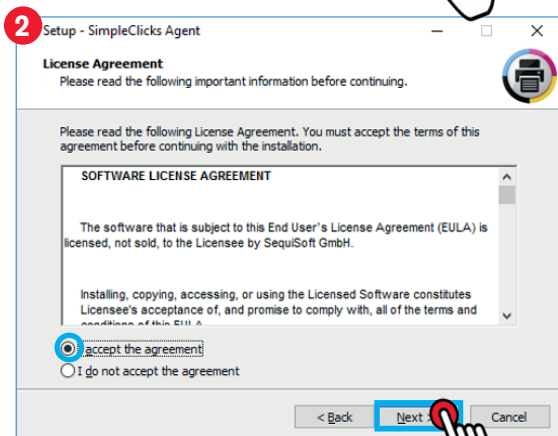 2
Setup - SimpleClicks Agent
License Agreement
Please read the following important information before continuing.
Please read the following License Agreement. You must accept the terms of this
agreement before continuing with the installation.
SOFTWARE LICENSE AGREEMENT
The software that is subject to this End User's License Agreement (EULA) is
licensed, not sold, to the Licensee by SequiSoft GmbH.
Installing, copying, accessing, or using the Licensed Software constitutes
Licensee's acceptance of, and promise to comply with, all of the terms and
conditions of this EULA
accept the agreement
I do not accept the agreement
< Back
Next
Cancel